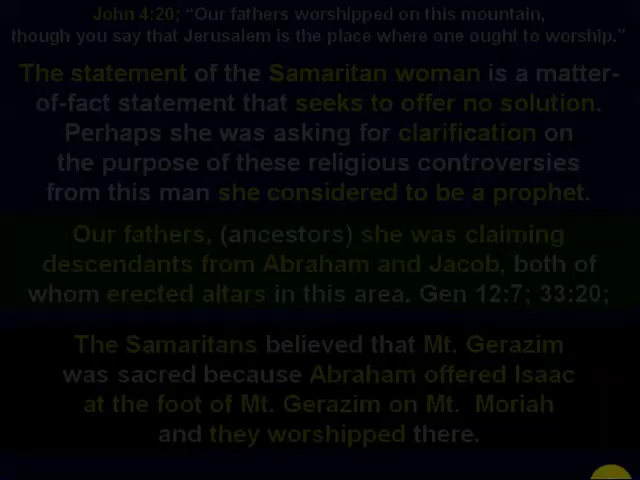 John 4:20; “Our fathers worshipped on this mountain,
though you say that Jerusalem is the place where one ought to worship.”
The statement of the Samaritan woman is a matter-
of-fact statement that seeks to offer no solution.
Perhaps she was asking for clarification on
the purpose of these religious controversies
from this man she considered to be a prophet.
Our fathers, (ancestors) she was claiming
descendants from Abraham and Jacob, both of
whom erected altars in this area. Gen 12:7; 33:20;
The Samaritans believed that Mt. Gerazim
was sacred because Abraham offered Isaac
at the foot of Mt. Gerazim on Mt. Moriah
and they worshipped there.